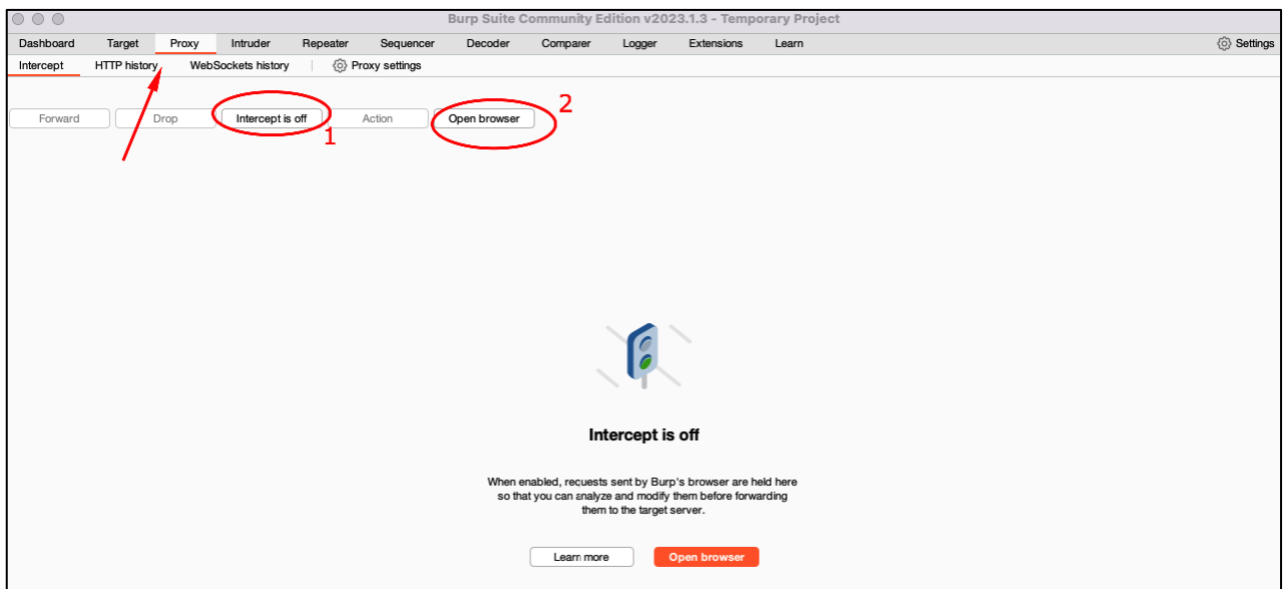 Burp Suite Community Edition v2023.1.3 - Temporary Project
Dashboard Target Proxy Intruder Repeater Sequencer Decoder Comparer Logger Extensions Learn Settings
Intercept HTTP history WebSockets history Proxy settings
Forward Drop Intercept is off Action Open browser 2
1
Intercept is off
When enabled, requests sent by Burp's browser are held here
so that you can analyze and modify them before forwarding
them to the target server.
Learn more Open browser